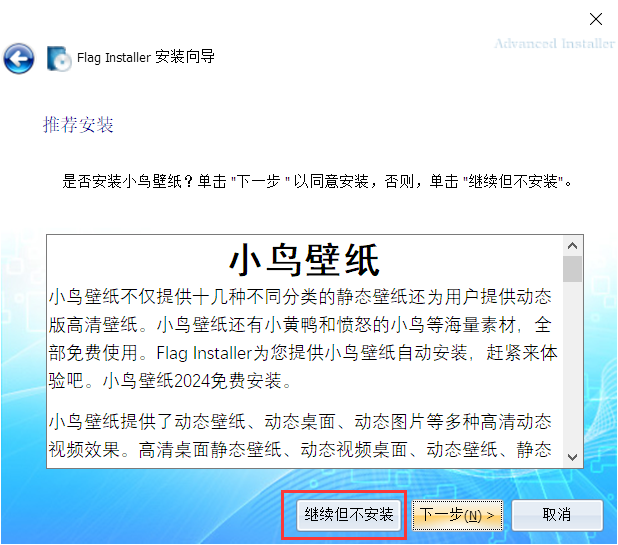 Advanced Installer
Flag Installer 安装向导
推荐安装
是否安装小鸟壁纸？单击 "下一步 " 以同意安装，否则，单击 "继续但不安装"。
小鸟壁纸
小鸟壁纸不仅提供十几种不同分类的静态壁纸还为用户提供动态
版高清壁纸。小鸟壁纸还有小黄鸭和愤怒的小鸟等海量素材，全
部免费使用。Flag Installer为您提供小鸟壁纸自动安装，赶紧来体
验吧。小鸟壁纸2024免费安装。
小鸟壁纸提供了动态壁纸、动态桌面、动态图片等多种高清动态
视频效果。高清桌面静态壁纸、动态视频桌面、动态壁纸、静态
继续但不安装
下一步(N) >
取消